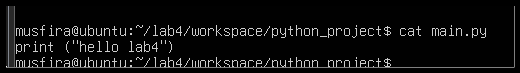 musfira@ubuntu:~/lab4/workspace/python_project$ cat main.py
print ("hello lab4")
musfira@ubuntu:~/lab4/workspace/python_project$